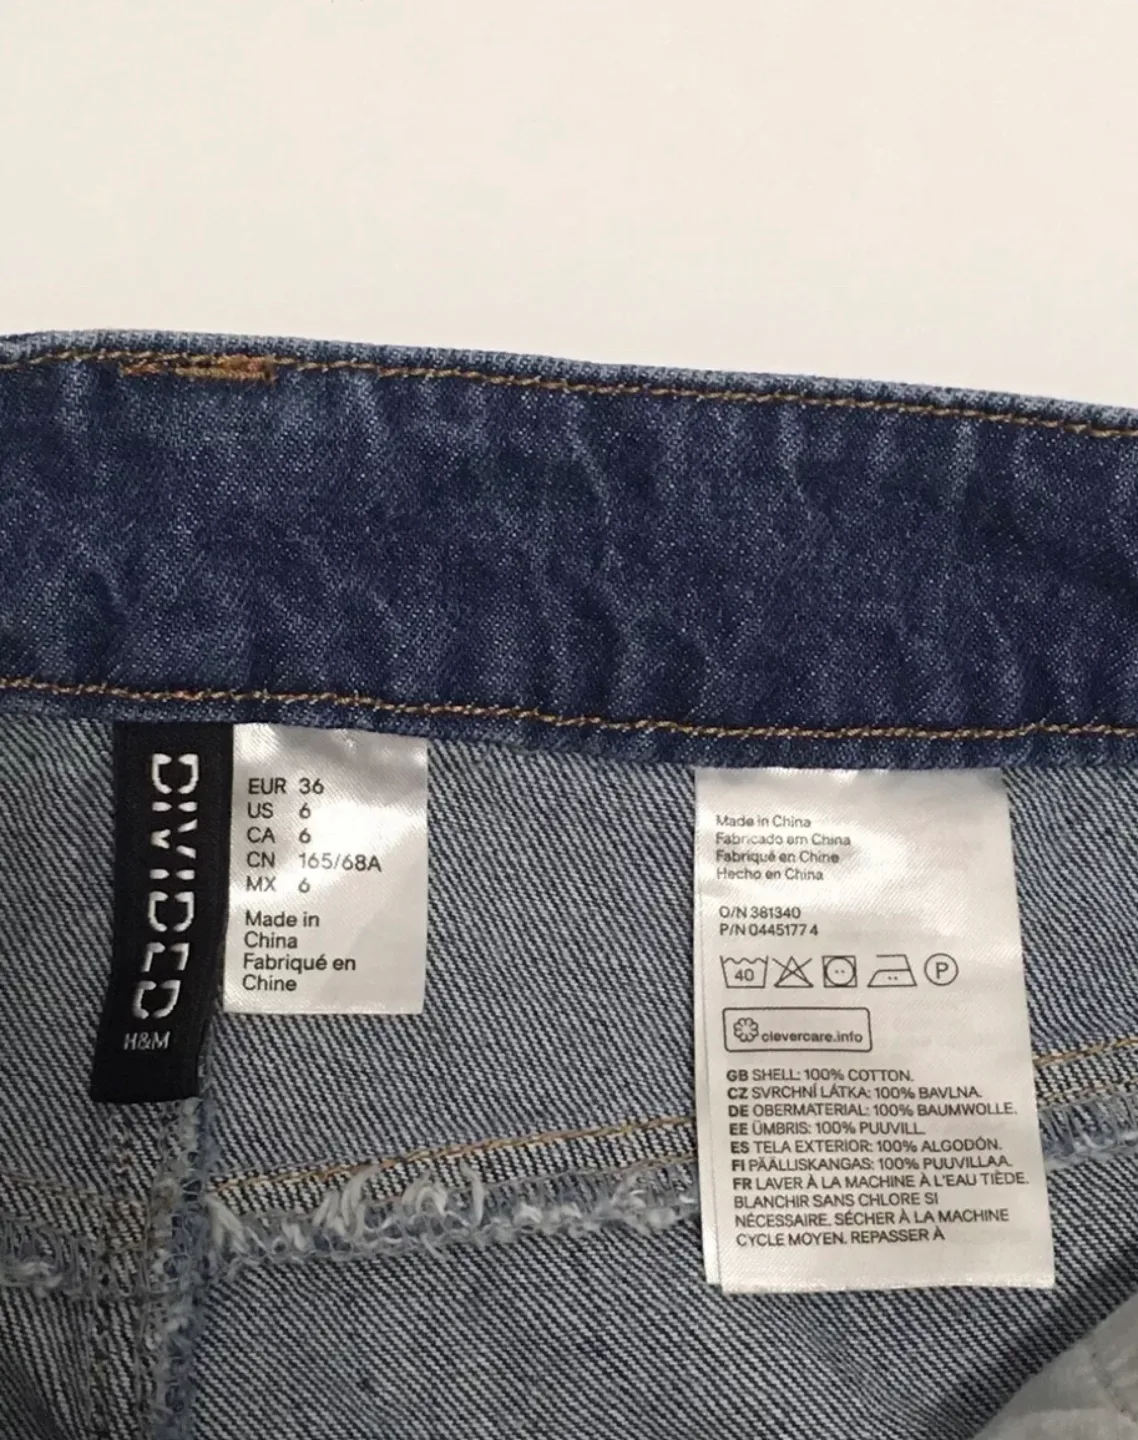 DIVIDED
H&M
EUR 36
US 6
CA 6
CN 165/68A
MX 6
Made in
China
Fabriqué en
Chine
Made in China
Fabricado em China
Fabriqué en Chine
Hecho en China
O/N 381340
P/N 0445177 4
40
P
clevercare.info
GB SHELL: 100% COTTON.
CZ SVRCHNÍ LÁTKA: 100% BAVLNA.
DE OBERMATERIAL: 100% BAUMWOLLE.
EE ÜMBRIS: 100% PUUVILL.
ES TELA EXTERIOR: 100% ALGODÓN.
FI PÄÄLLISKANGAS: 100% PUUVILLAA.
FR LAVER À LA MACHINE À L'EAU TIÈDE.
BLANCHIR SANS CHLORE SI
NÉCESSAIRE. SÉCHER À LA MACHINE
CYCLE MOYEN. REPASSER À